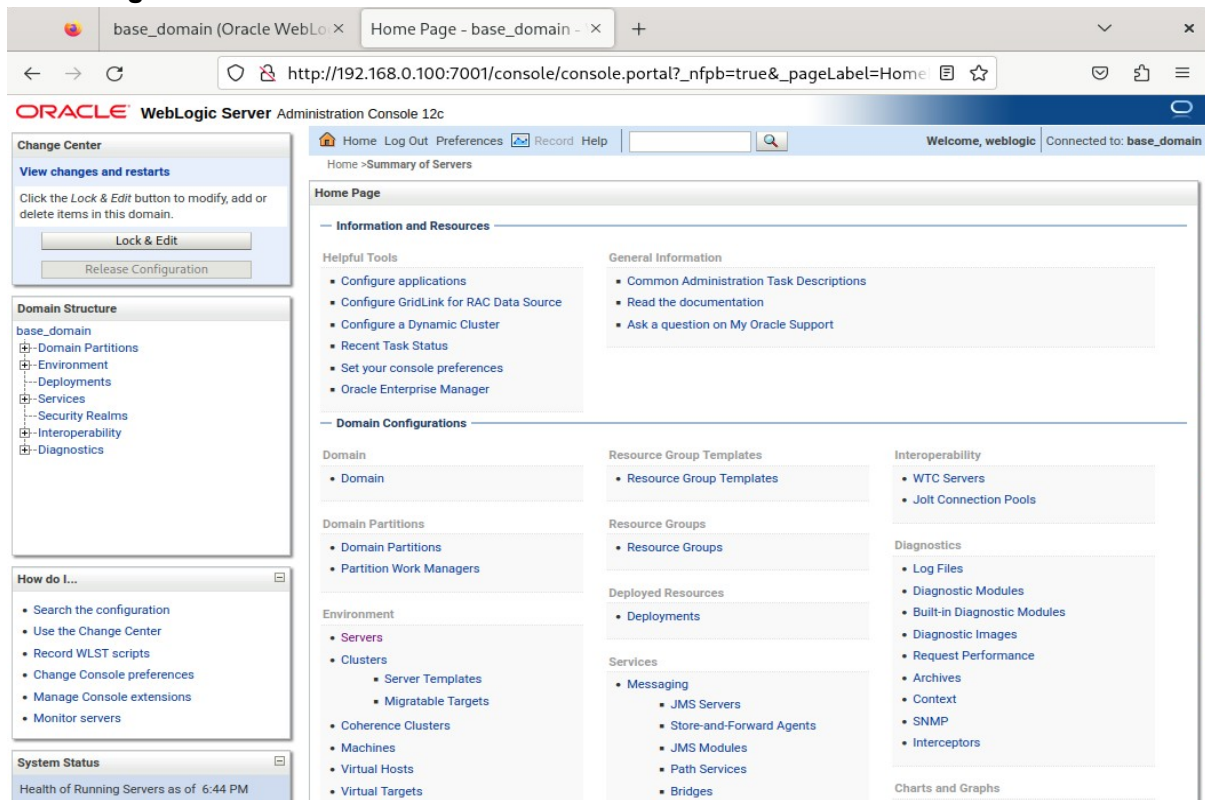 base_domain (Oracle WebLo
Home Page - base_domain -
http://192.168.0.100:7001/console/console.portal?_nfpb=true&_pageLabel=Home
ORACLE WebLogic Server Administration Console 12c
Change Center
View changes and restarts
Click the Lock & Edit button to modify, add or
delete items in this domain.
Lock & Edit
Release Configuration
Domain Structure
base_domain
Domain Partitions
Environment
Deployments
Services
Security Realms
Interoperability
Diagnostics
How do I...
Search the configuration
Use the Change Center
Record WLST scripts
Change Console preferences
Manage Console extensions
Monitor servers
System Status
Health of Running Servers as of 6:44 PM
Home Log Out Preferences Record Help
Welcome, weblogic Connected to: base_domain
Home >Summary of Servers
Home Page
Information and Resources
Helpful Tools
Configure applications
Configure GridLink for RAC Data Source
Configure a Dynamic Cluster
Recent Task Status
Set your console preferences
Oracle Enterprise Manager
General Information
Common Administration Task Descriptions
Read the documentation
Ask a question on My Oracle Support
Domain Configurations
Domain
Domain
Domain Partitions
Domain Partitions
Partition Work Managers
Environment
Servers
Clusters
Server Templates
Migratable Targets
Coherence Clusters
Machines
Virtual Hosts
Virtual Targets
Resource Group Templates
Resource Group Templates
Resource Groups
Resource Groups
Deployed Resources
Deployments
Services
Messaging
JMS Servers
Store-and-Forward Agents
JMS Modules
Path Services
Bridges
Interoperability
WTC Servers
Jolt Connection Pools
Diagnostics
Log Files
Diagnostic Modules
Built-in Diagnostic Modules
Diagnostic Images
Request Performance
Archives
Context
SNMP
Interceptors
Charts and Graphs